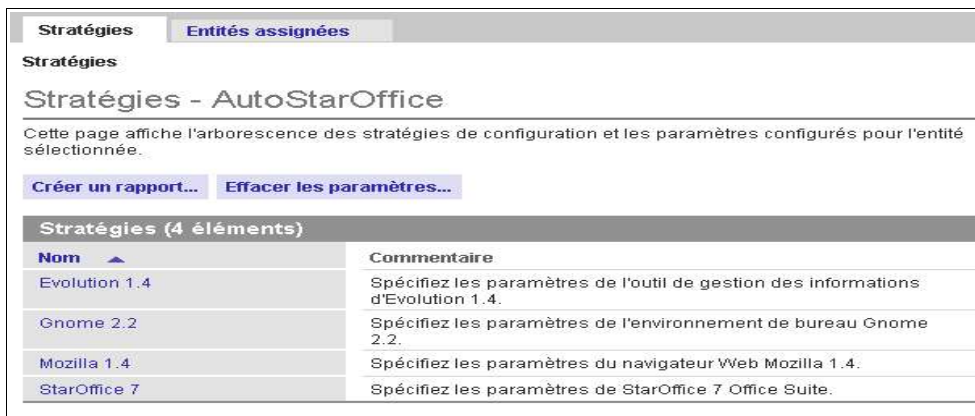 Stratégies Entités assignées
Stratégies
Stratégies - AutoStarOffice
Cette page affiche l'arborescence des stratégies de configuration et les paramètres configurés pour l'entité
sélectionnée.
Créer un rapport... Effacer les paramètres...
Stratégies (4 éléments)
Nom Commentaire
Evolution 1.4 Spécifiez les paramètres de l'outil de gestion des informations
d'Evolution 1.4.
Gnome 2.2 Spécifiez les paramètres de l'environnement de bureau Gnome
2.2.
Mozilla 1.4 Spécifiez les paramètres du navigateur Web Mozilla 1.4.
StarOffice 7 Spécifiez les paramètres de StarOffice 7 Office Suite.